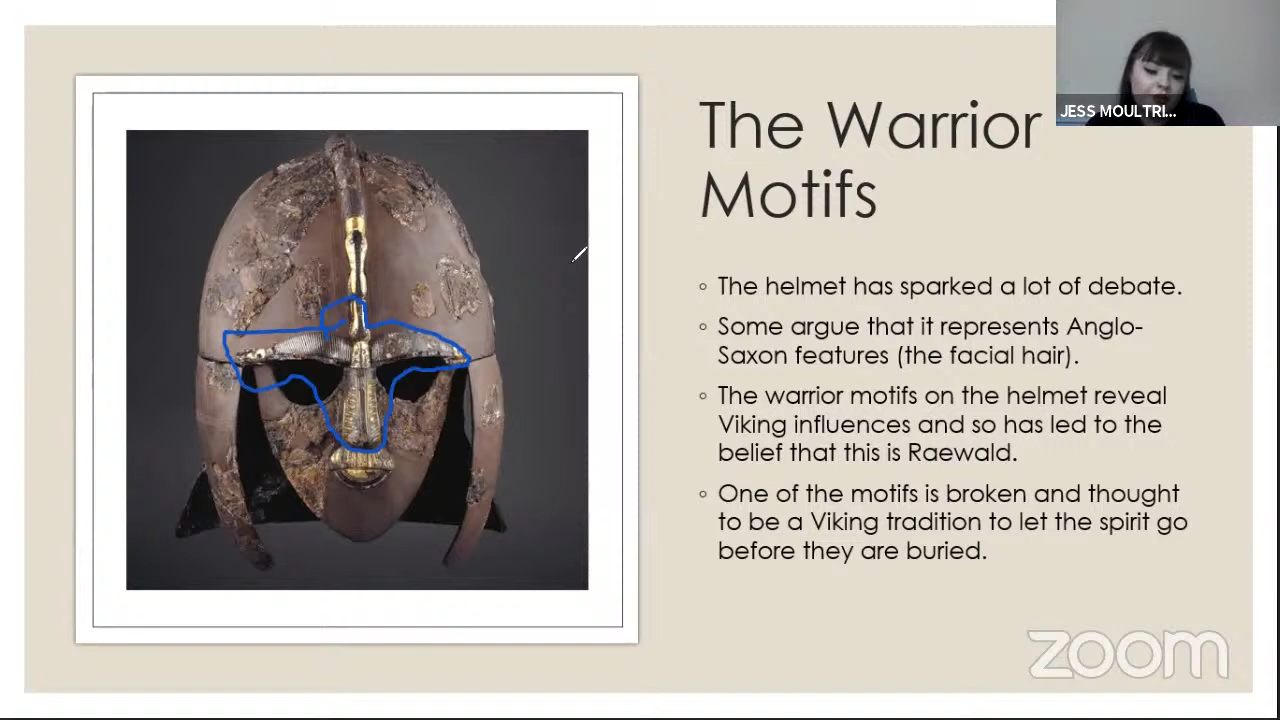 JESS MOULTRI...
The Warrior
Motifs
◦ The helmet has sparked a lot of debate.
◦ Some argue that it represents Anglo-
Saxon features (the facial hair).
◦ The warrior motifs on the helmet reveal
Viking influences and so has led to the
belief that this is Raewald.
◦ One of the motifs is broken and thought
to be a Viking tradition to let the spirit go
before they are buried.
zoom